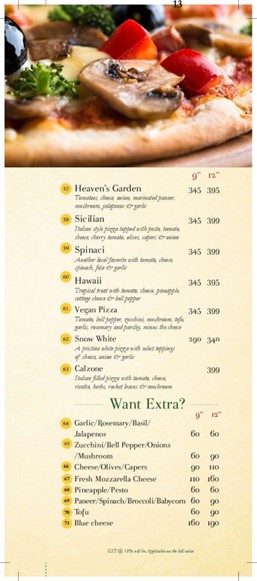 13
9" 12"
57 Heaven's Garden 345 395
Tomatoes, cheese, onion, marinated paneer,
mushroom, jalapenos & garlic
58 Sicilian 345 399
Italian style pizza topped with pesto, tomato,
cheese, cherry tomato, olives, capers & onion
59 Spinaci 345 399
Another local favorite with tomato, cheese,
spinach, feta & garlic
60 Hawaii 345 395
Tropical treat with tomato, cheese, pineapple,
cottage cheese & bell pepper
61 Vegan Pizza 345 399
Tomato, bell pepper, zucchini, mushroom, tofu,
garlic, rosemary and parsley, minus the cheese
62 Snow White 290 340
A pristine white pizza with select toppings
of cheese, onion & garlic
63 Calzone 399
Italian filled pizza with tomato, cheese,
ricotta, herbs, rocket leaves & mushroom
Want Extra?
9" 12"
64 Garlic/Rosemary/Basil/
Jalapenos 60 60
65 Zucchini/Bell Pepper/Onions
/Mushroom 60 90
66 Cheese/Olives/Capers 90 110
67 Fresh Mozzarella Cheese 110 160
68 Pineapple/Pesto 60 60
69 Paneer/Spinach/Broccoli/Babycorn 60 90
70 Tofu 60 90
71 Blue cheese 160 190
GST @ 18% will be Applicable on the bill value